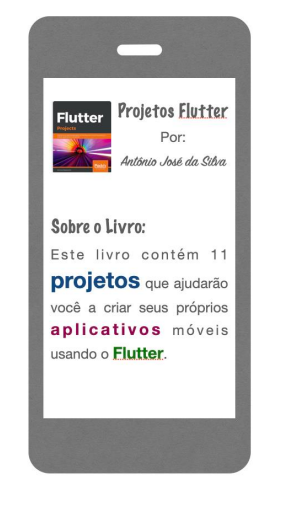 Flutter
Projects
Projetos Flutter
Por:
António José da Silva
Sobre o Livro:
Este livro contém 11
projetos que ajudarão
você a criar seus próprios
aplicativos móveis
usando o Flutter.